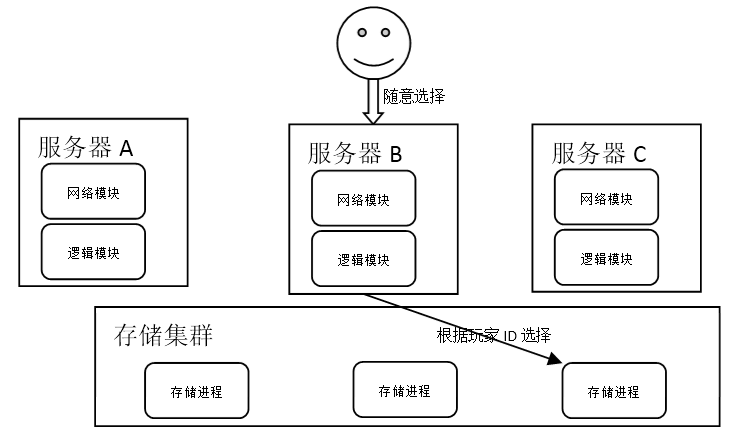 随意选择
服务器 A
网络模块
逻辑模块
服务器 B
网络模块
逻辑模块
服务器 C
网络模块
逻辑模块
存储集群
根据玩家 ID 选择
存储进程
存储进程
存储进程